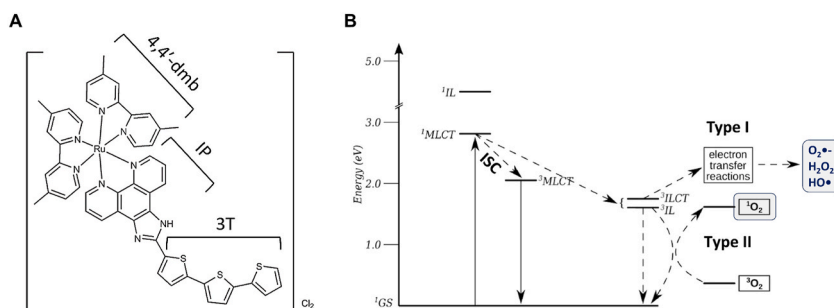 A
4,4′-dmb
IP
3T
N
N
N
N
Ru
N
N
NH
N
S
S
S
Cl2
B
Energy (eV)
5.0
3.0
2.0
1.0
¹IL
¹MLCT
ISC
³MLCT
³ILCT
³IL
¹GS
Type I
electron
transfer
reactions
O₂•-
H₂O₂
HO•
¹O₂
Type II
³O₂